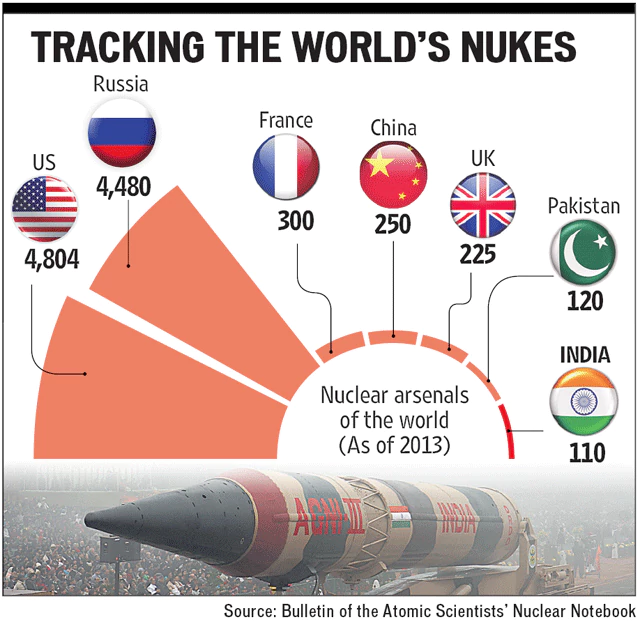 TRACKING THE WORLD'S NUKES
US
4,804
Russia
4,480
France
300
China
250
UK
225
Pakistan
120
INDIA
110
Nuclear arsenals
of the world
(As of 2013)
AGNI-III
INDIA
Source: Bulletin of the Atomic Scientists' Nuclear Notebook